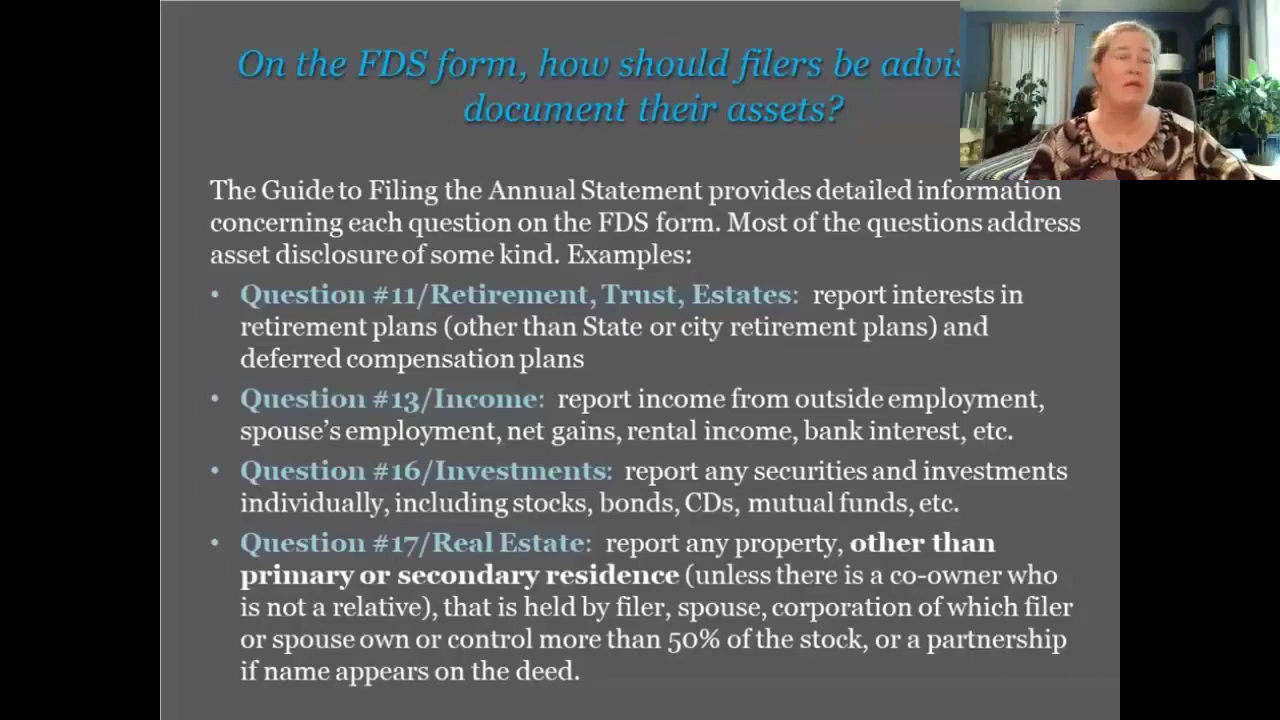 On the FDS form, how should filers be
document their assets?
The Guide to Filing the Annual Statement provides detailed information
concerning each question on the FDS form. Most of the questions address
asset disclosure of some kind. Examples:
• Question #11/Retirement, Trust, Estates: report interests in
retirement plans (other than State or city retirement plans) and
deferred compensation plans
• Question #13/Income: report income from outside employment,
spouse's employment, net gains, rental income, bank interest, etc.
• Question #16/Investments: report any securities and investments
individually, including stocks, bonds, CDs, mutual funds, etc.
• Question #17/Real Estate: report any property, other than
primary or secondary residence (unless there is a co-owner who
is not a relative), that is held by filer, spouse, corporation of which filer
or spouse own or control more than 50% of the stock, or a partnership
if name appears on the deed.